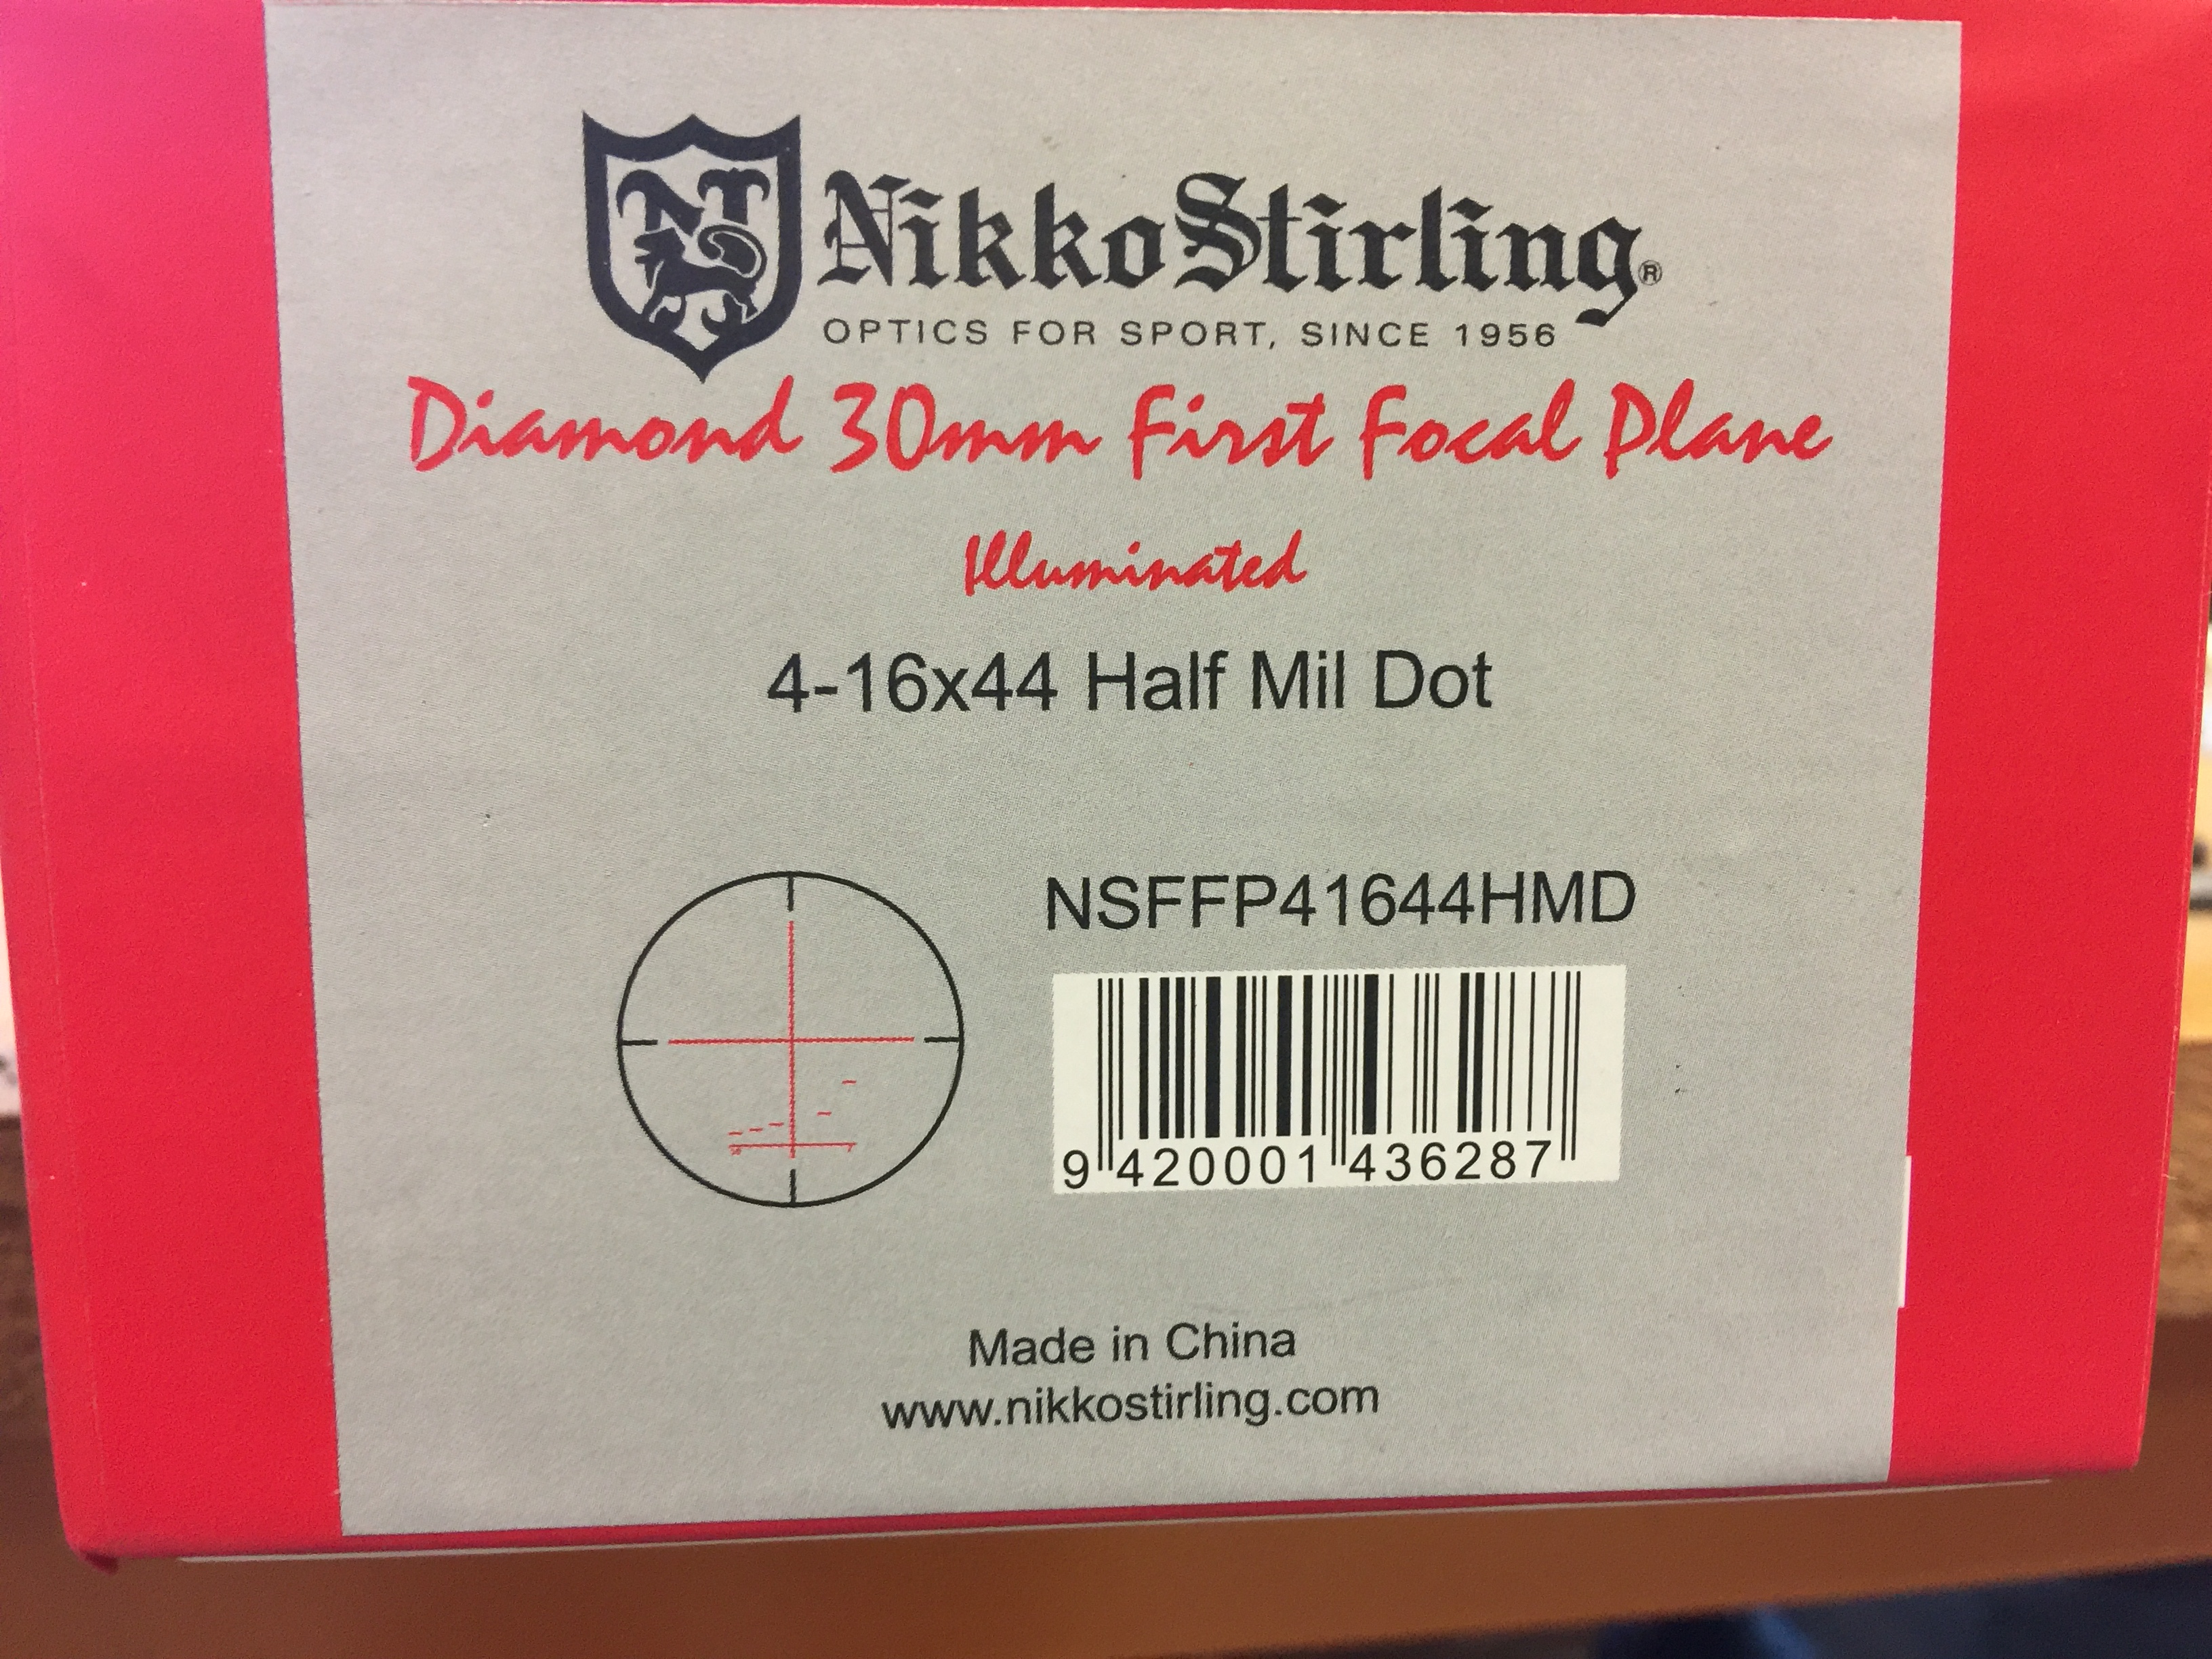 NikkoStirling®
OPTICS FOR SPORT, SINCE 1956
Diamond 30mm First Focal Plane
Illuminated
4-16x44 Half Mil Dot
NSFFP41644HMD
9 420001 436287
Made in China
www.nikkostirling.com